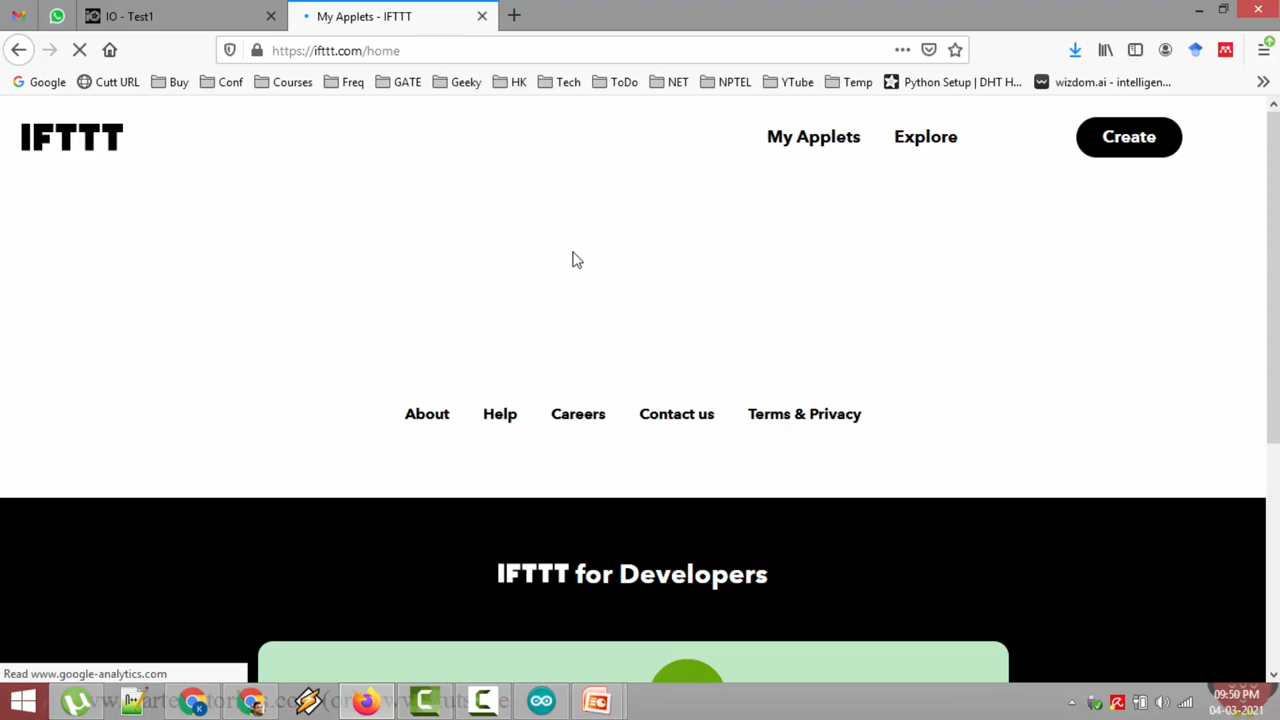 IO - Test1
My Applets - IFTTT
https://ifttt.com/home
Google Cutt URL Buy Conf Courses Freq GATE Geeky HK Tech ToDo NET NPTEL YTube Temp Python Setup | DHT H... wizdom.ai - intelligen...
IFTTT
My Applets Explore Create
About Help Careers Contact us Terms & Privacy
IFTTT for Developers
Read www.google-analytics.com
09:50 PM
04-03-2021